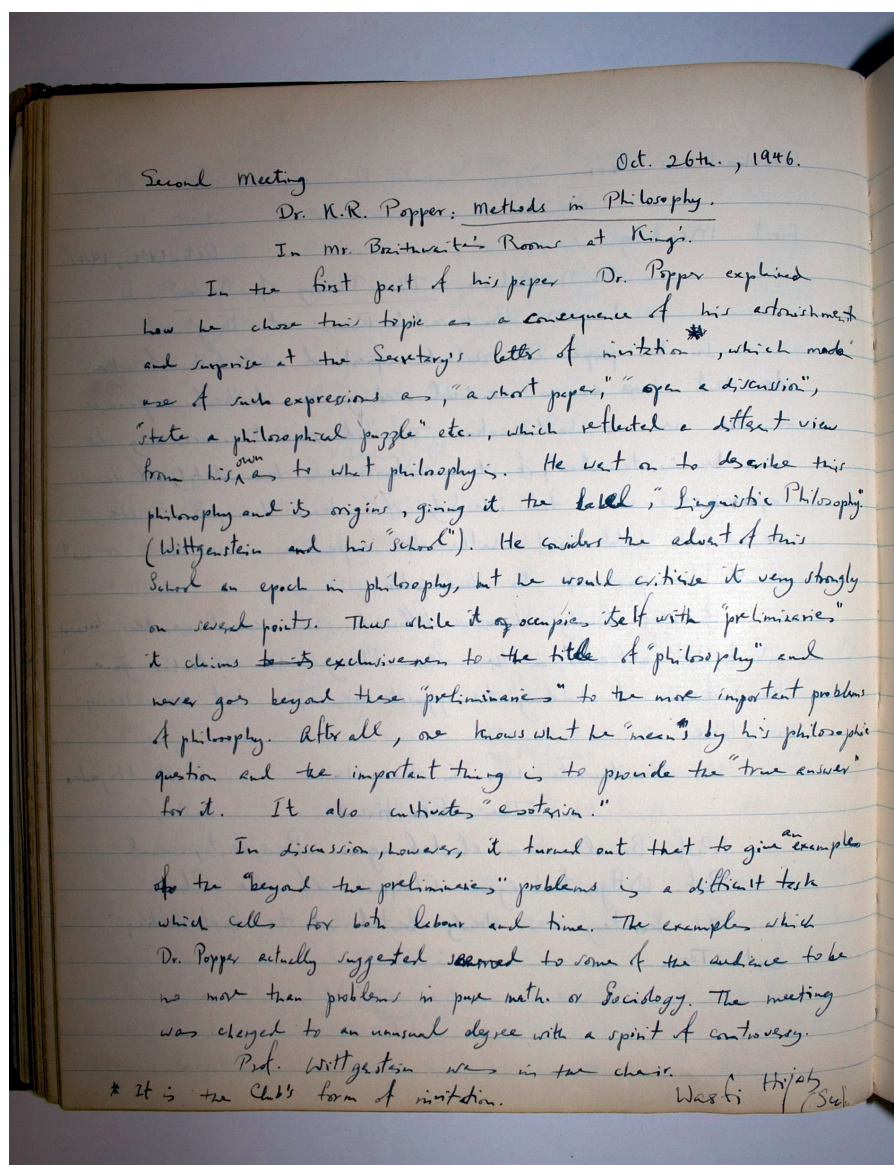 Oct. 26th., 1946.
Second Meeting
Dr. K.R. Popper: Methods in Philosophy.
In Mr. Braithwaite's Rooms at King's.
In the first part of his paper Dr. Popper explained
how he chose this topic as a consequence of his astonishment
and surprise at the Secretary's letter of invitation*, which made
use of such expressions as, "a short paper," "open a discussion",
"state a philosophical puzzle" etc., which reflected a different view
from his own as to what philosophy is. He went on to describe this
philosophy and its origins, giving it the label, "Linguistic Philosophy".
(Wittgenstein and his "school"). He considers the advent of this
School an epoch in philosophy, but he would criticise it very strongly
on several points. Thus while it occupies itself with "preliminaries"
it claims exclusiveness to the title of "philosophy" and
never goes beyond these "preliminaries" to the more important problems
of philosophy. After all, one knows what he "means" by his philosophic
question and the important thing is to provide the "true answer"
for it. It also cultivates "esoterism."
In discussion, however, it turned out that to give an examples
of the "beyond the preliminaries" problems is a difficult task
which calls for both labour and time. The examples which
Dr. Popper actually suggested seemed to some of the audience to be
no more than problems in pure math. or Sociology. The meeting
was charged to an unusual degree with a spirit of controversy.
Prof. Wittgenstein was in the chair.
* It is the Club's form of invitation.
Wasfi Hijab